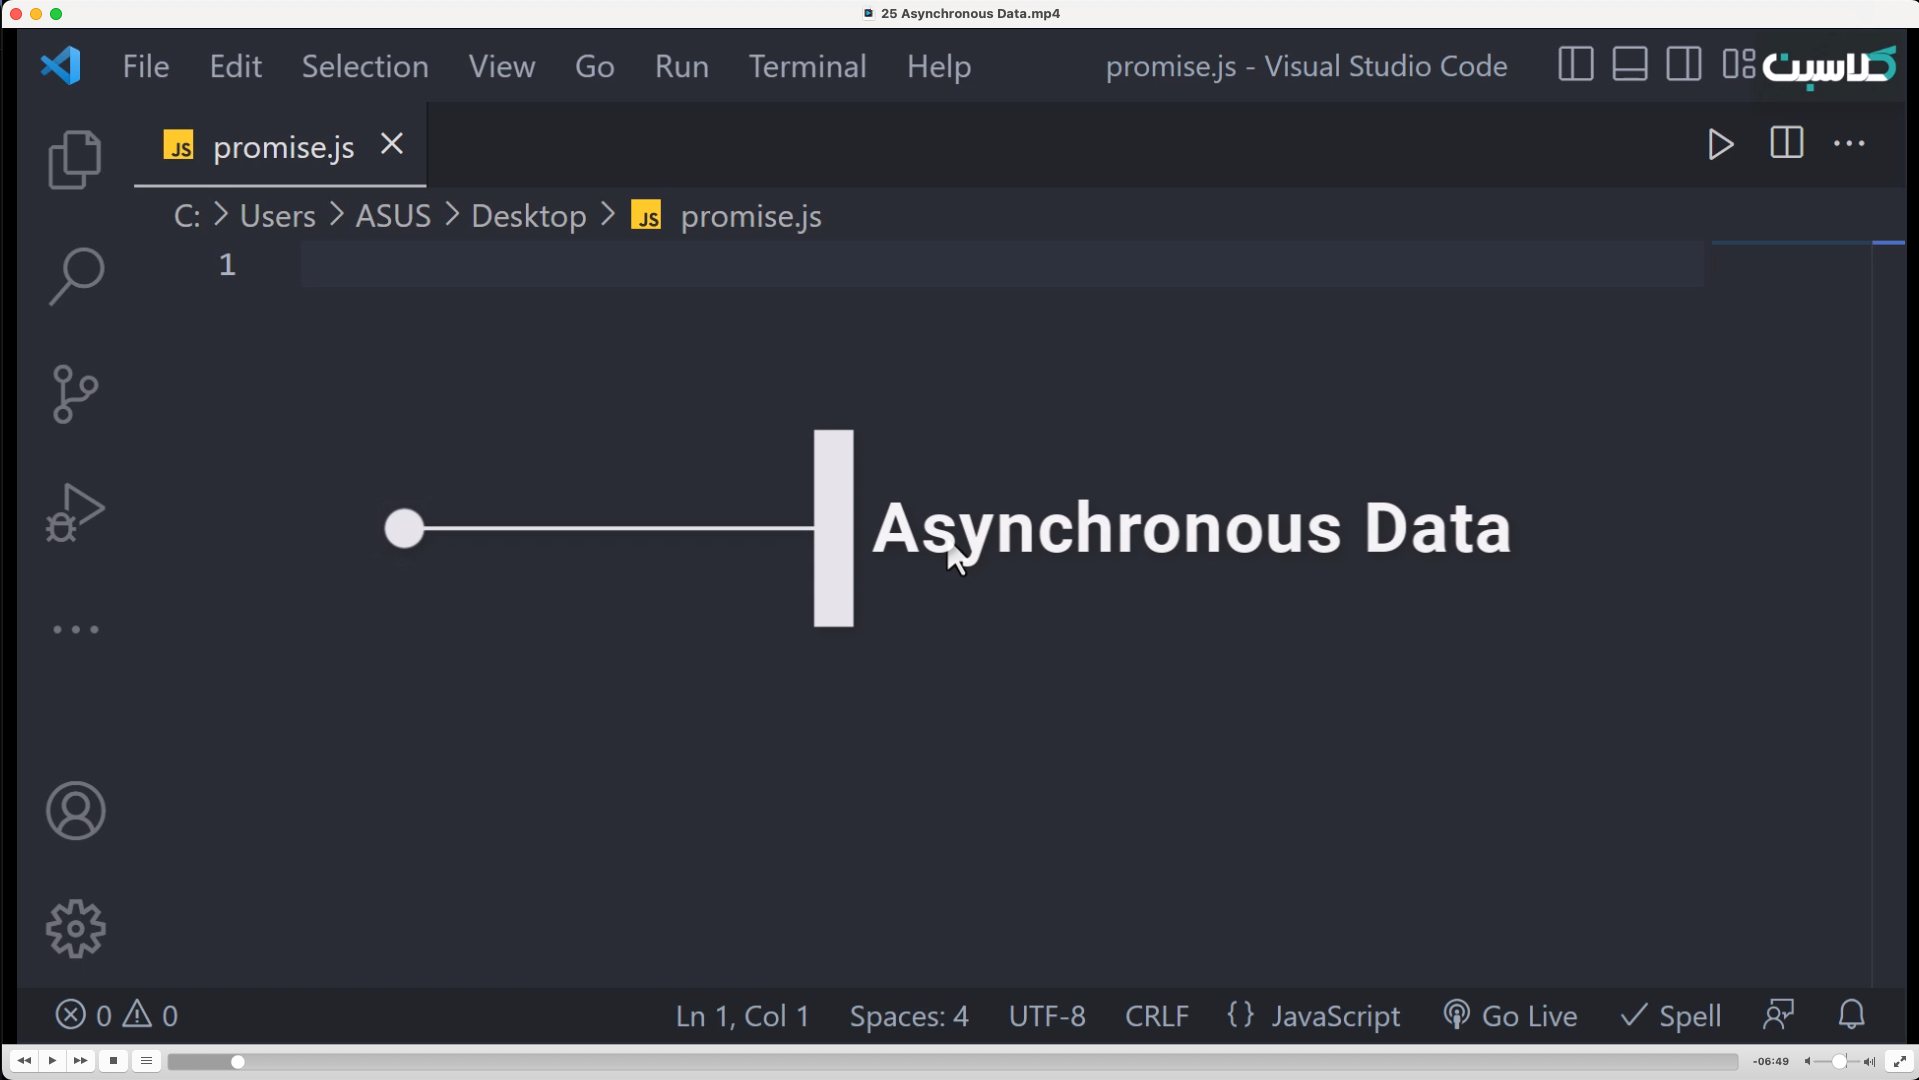 25 Asynchronous Data.mp4
File Edit Selection View Go Run Terminal Help promise.js - Visual Studio Code
کلاسبن
JS promise.js
C: > Users > ASUS > Desktop > JS promise.js
1
Asynchronous Data
0 0 Ln 1, Col 1 Spaces: 4 UTF-8 CRLF {} JavaScript Go Live Spell
-06:49